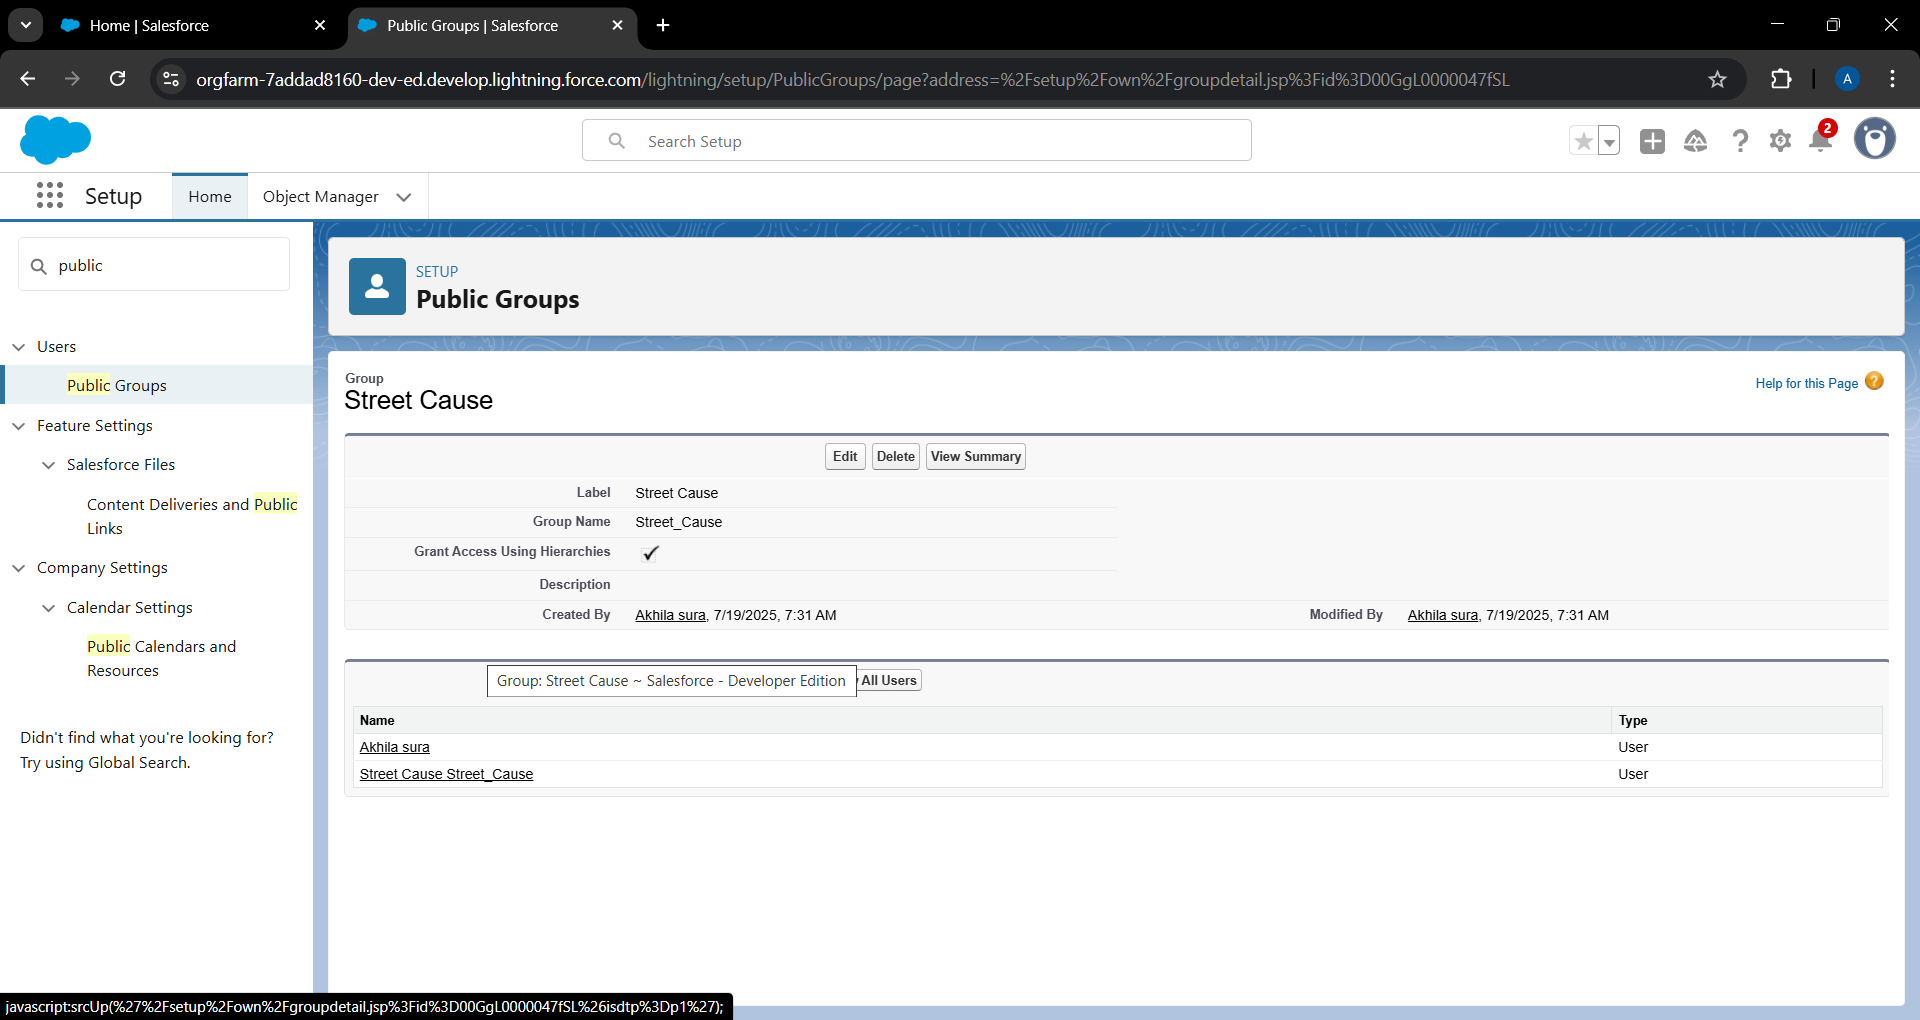 Home | Salesforce
Public Groups | Salesforce
orgfarm-7addad8160-dev-ed.develop.lightning.force.com/lightning/setup/PublicGroups/page?address=%2Fsetup%2Fown%2Fgroupdetail.jsp%3Fid%3D00GgL0000047fSL
A
Search Setup
2
Setup
Home
Object Manager
public
Users
Public Groups
Feature Settings
Salesforce Files
Content Deliveries and Public
Links
Company Settings
Calendar Settings
Public Calendars and
Resources
Didn't find what you're looking for?
Try using Global Search.
SETUP
Public Groups
Group
Street Cause
Help for this Page ?
Edit
Delete
View Summary
Label Street Cause
Group Name Street_Cause
Grant Access Using Hierarchies
Description
Created By Akhila sura, 7/19/2025, 7:31 AM
Modified By Akhila sura, 7/19/2025, 7:31 AM
Group: Street Cause ~ Salesforce - Developer Edition
All Users
Name Type
Akhila sura User
Street Cause Street_Cause User
javascript:srcUp(%27%2Fsetup%2Fown%2Fgroupdetail.jsp%3Fid%3D00GgL0000047fSL%26isdtp%3Dp1%27);